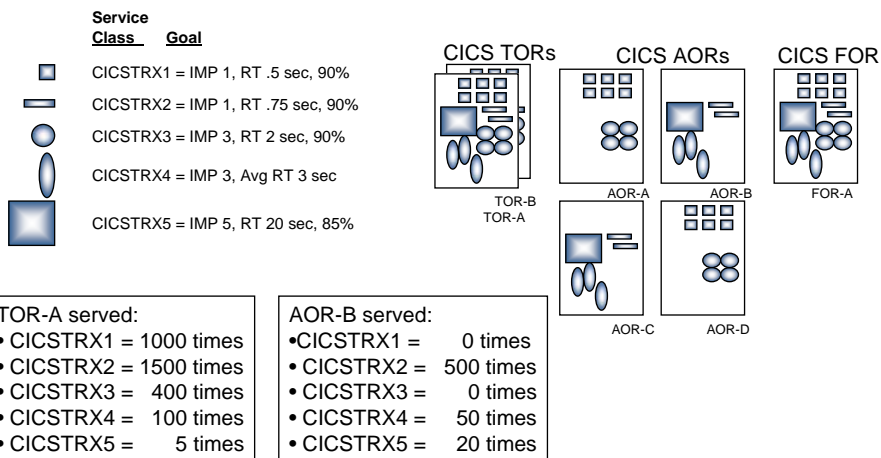 Service
Class Goal
CICSTRX1 = IMP 1, RT .5 sec, 90%
CICSTRX2 = IMP 1, RT .75 sec, 90%
CICSTRX3 = IMP 3, RT 2 sec, 90%
CICSTRX4 = IMP 3, Avg RT 3 sec
CICSTRX5 = IMP 5, RT 20 sec, 85%
CICS TORs
CICS AORs
CICS FOR
TOR-B
TOR-A
AOR-A
AOR-B
FOR-A
AOR-C
AOR-D
TOR-A served:
• CICSTRX1 = 1000 times
• CICSTRX2 = 1500 times
• CICSTRX3 = 400 times
• CICSTRX4 = 100 times
• CICSTRX5 = 5 times
AOR-B served:
•CICSTRX1 = 0 times
• CICSTRX2 = 500 times
• CICSTRX3 = 0 times
• CICSTRX4 = 50 times
• CICSTRX5 = 20 times